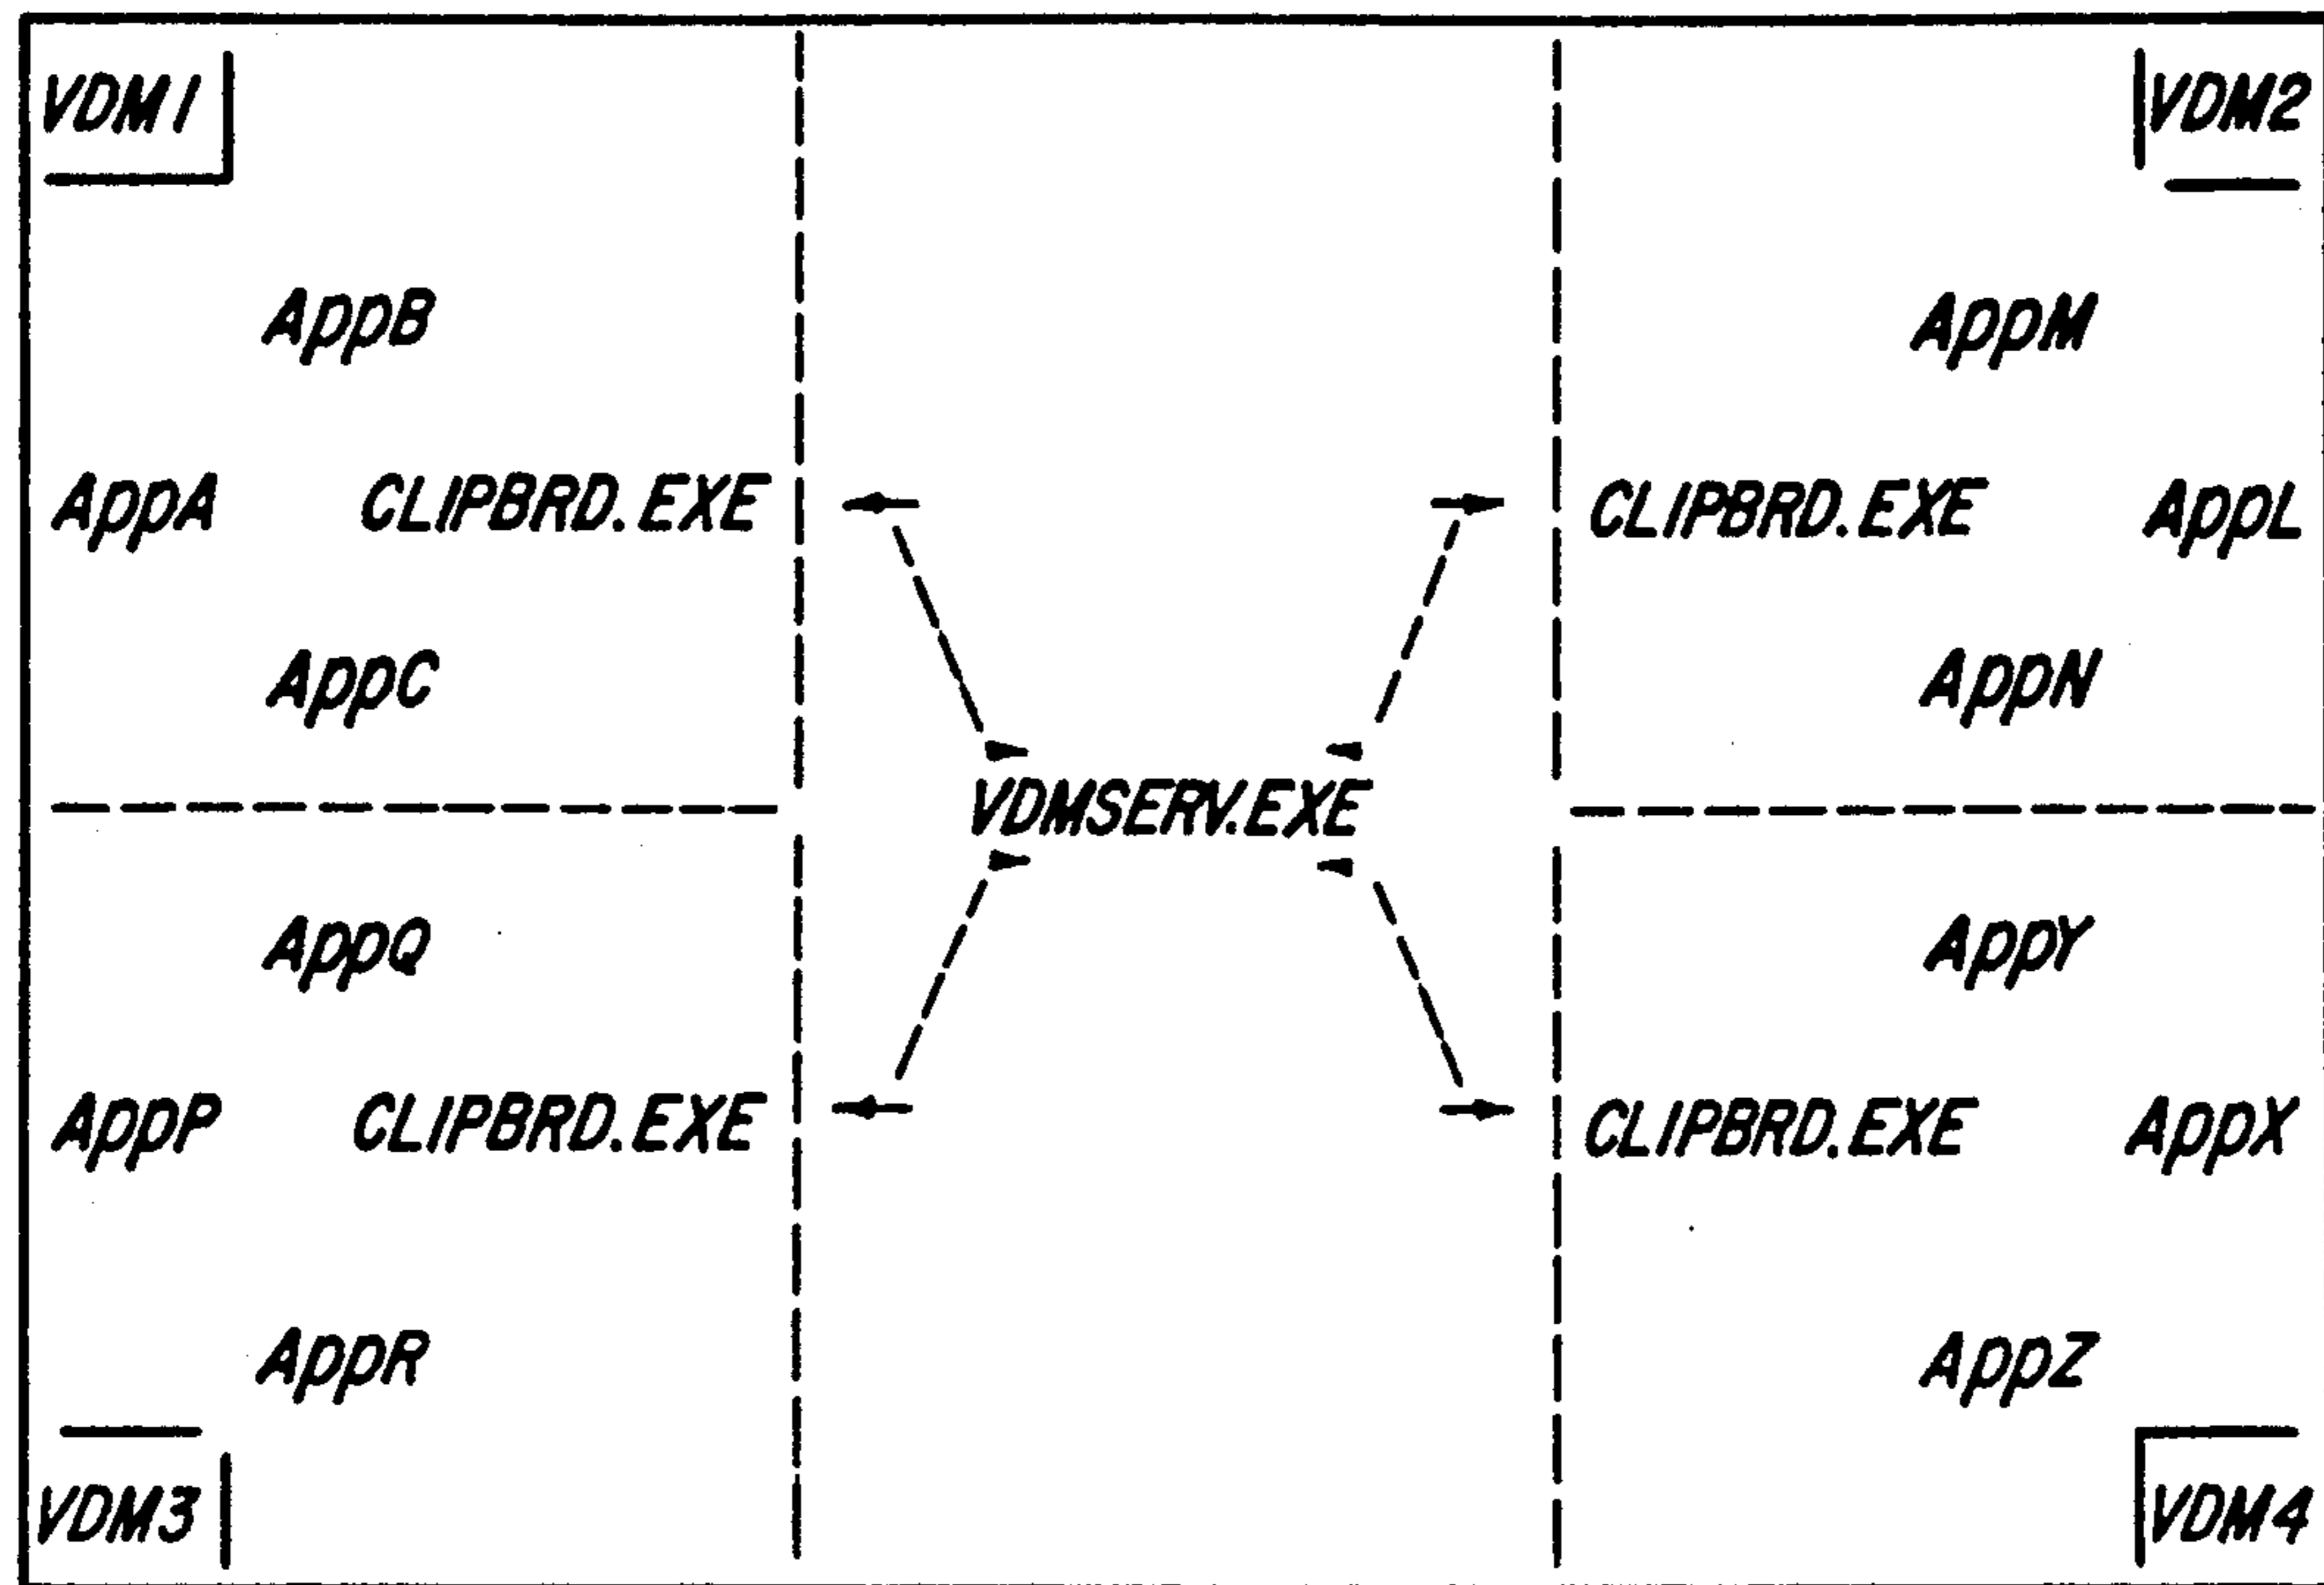 VDM1
VDM2
AppB
AppM
AppA CLIPBRD.EXE
CLIPBRD.EXE AppL
AppC
AppN
VDMSERV.EXE
AppQ
AppY
AppP CLIPBRD.EXE
CLIPBRD.EXE AppX
AppR
AppZ
VDM3
VDM4